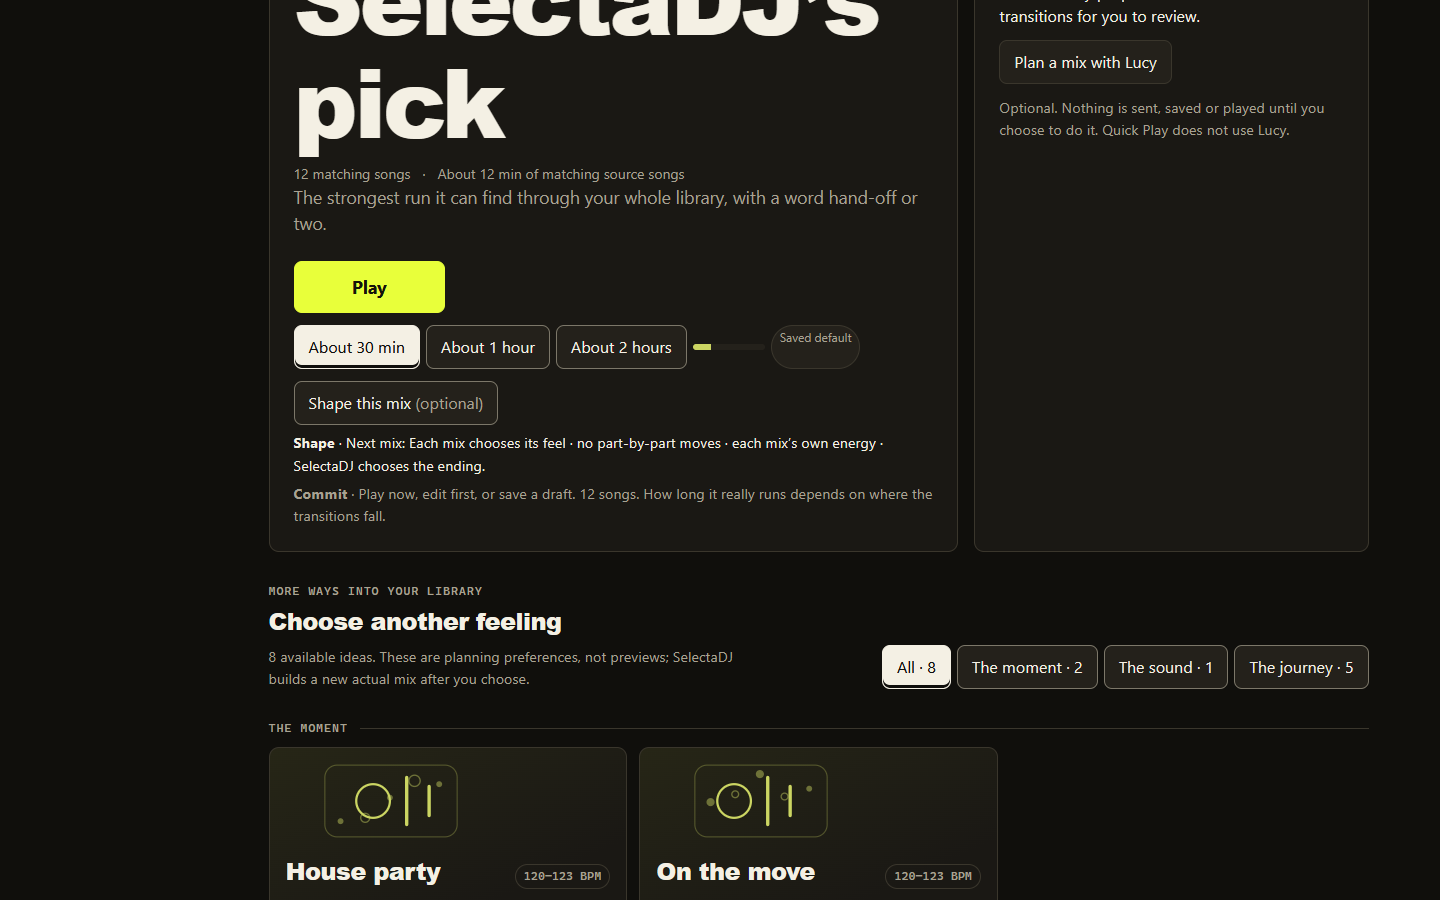 SelectaDJ's
pick
12 matching songs · About 12 min of matching source songs
The strongest run it can find through your whole library, with a word hand-off or
two.
Play
About 30 min
About 1 hour
About 2 hours
Saved default
Shape this mix (optional)
Shape · Next mix: Each mix chooses its feel · no part-by-part moves · each mix’s own energy ·
SelectaDJ chooses the ending.
Commit · Play now, edit first, or save a draft. 12 songs. How long it really runs depends on where the
transitions fall.
transitions for you to review.
Plan a mix with Lucy
Optional. Nothing is sent, saved or played until you
choose to do it. Quick Play does not use Lucy.
MORE WAYS INTO YOUR LIBRARY
Choose another feeling
8 available ideas. These are planning preferences, not previews; SelectaDJ
builds a new actual mix after you choose.
All · 8
The moment · 2
The sound · 1
The journey · 5
THE MOMENT
House party
120–123 BPM
On the move
120–123 BPM